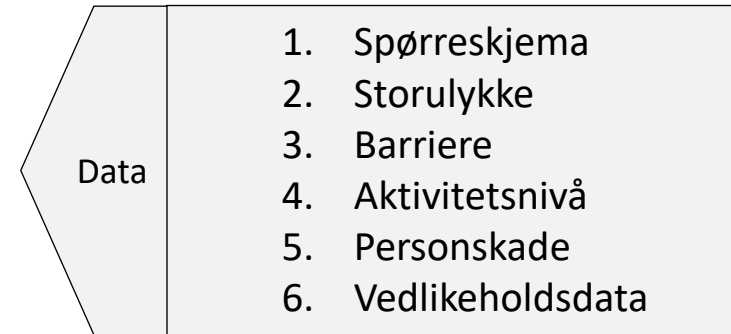 Data
1. Spørreskjema
2. Storulykke
3. Barriere
4. Aktivitetsnivå
5. Personskade
6. Vedlikeholdsdata